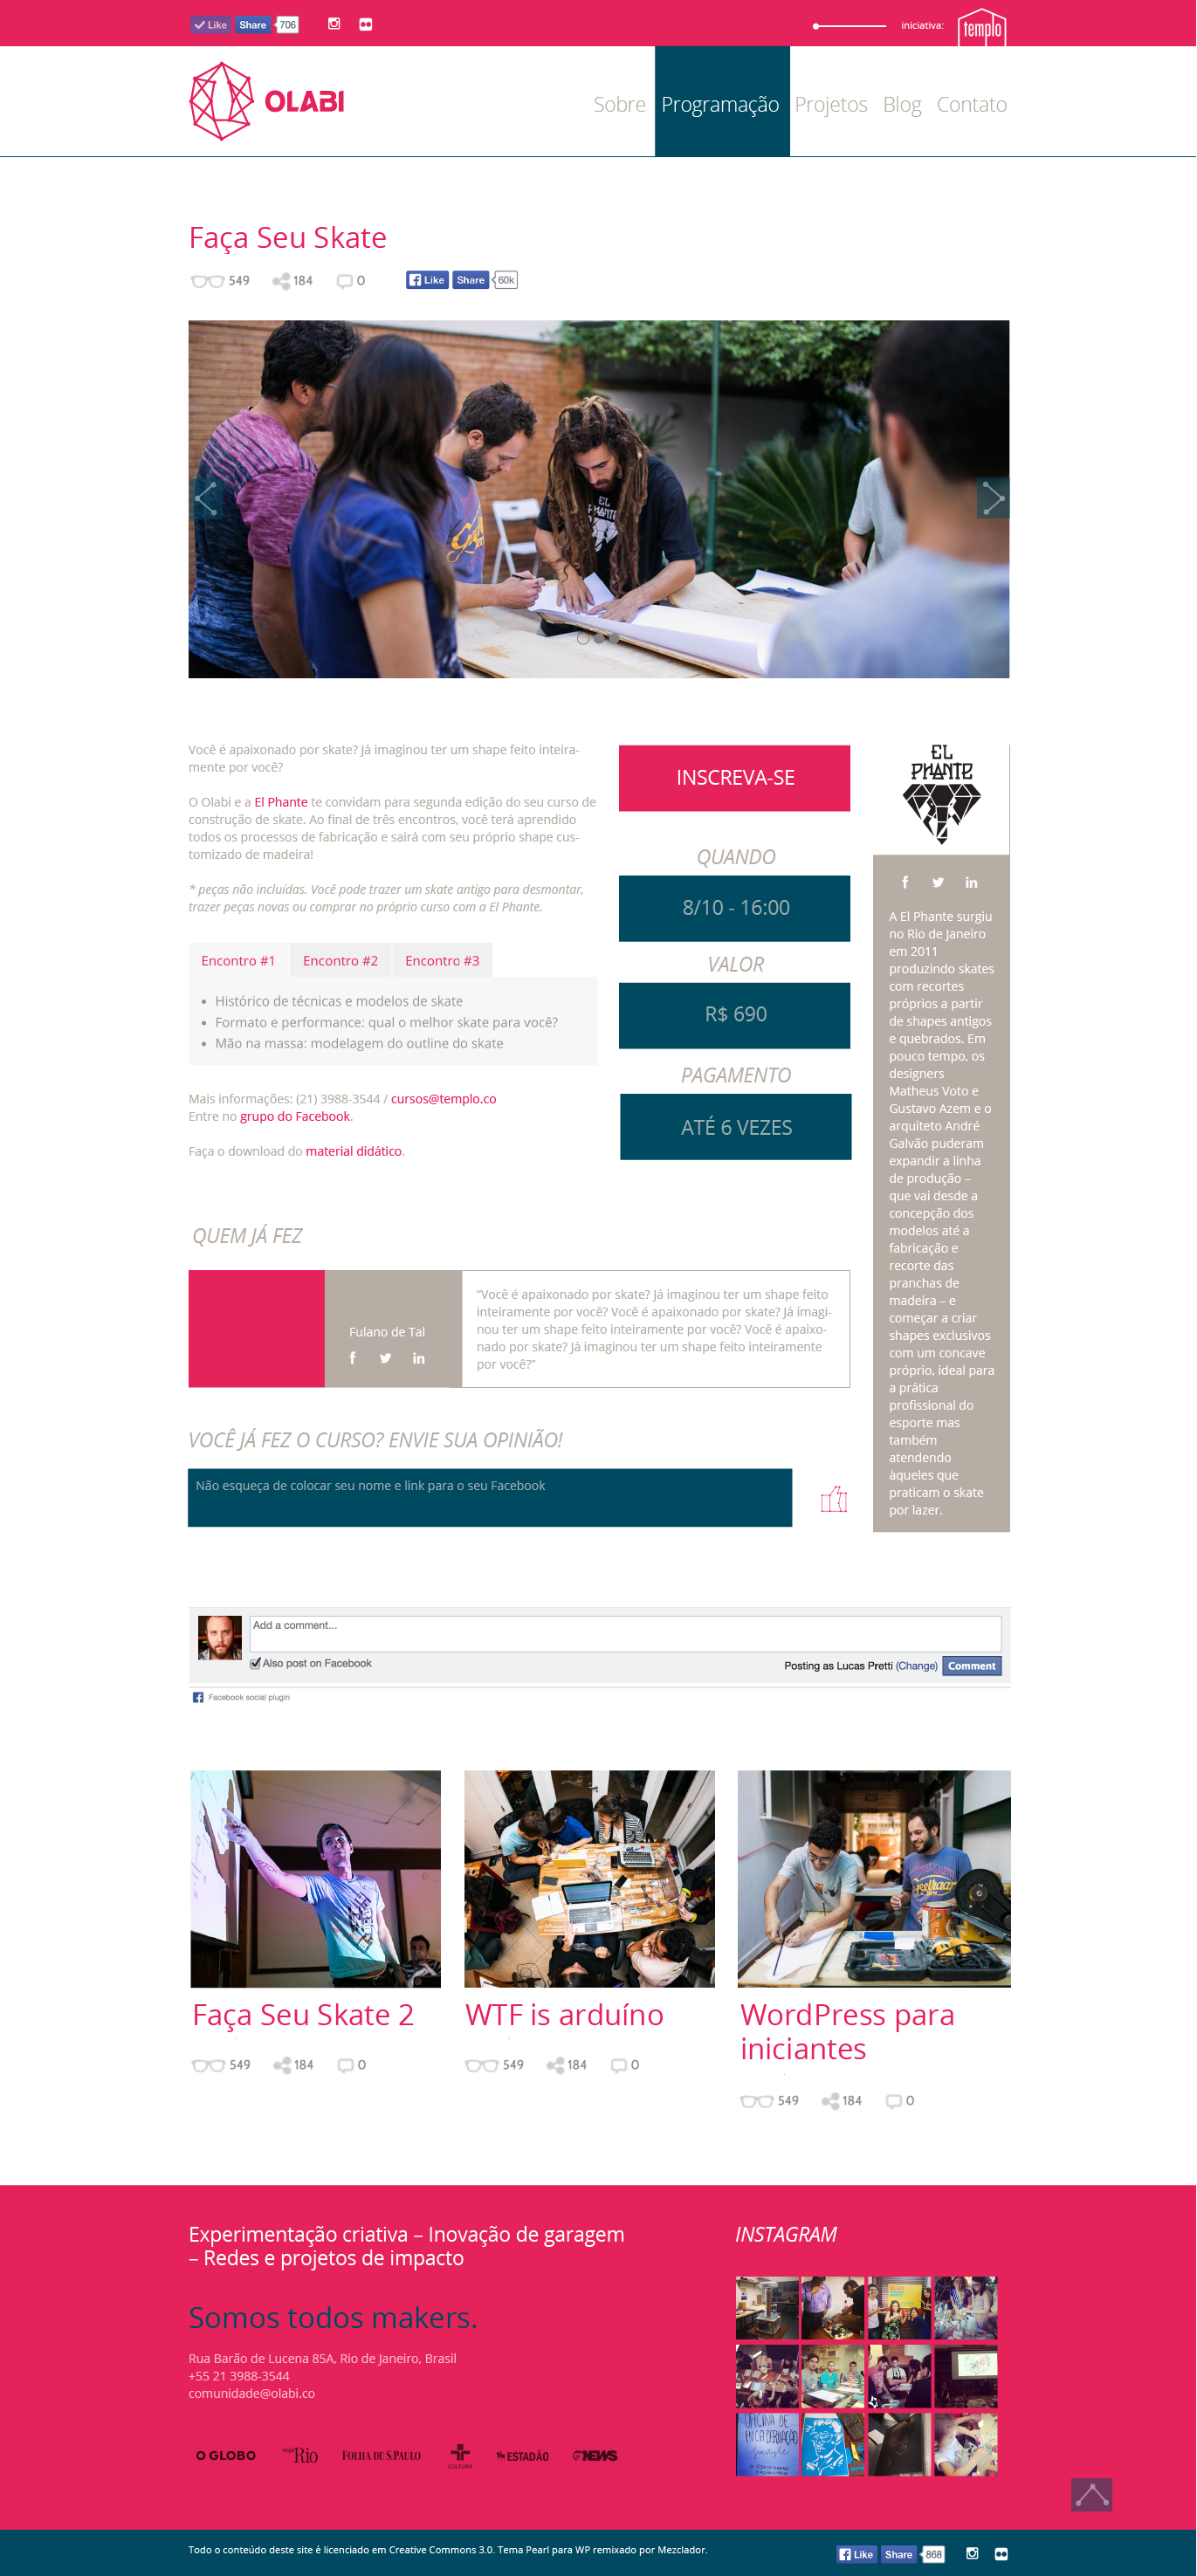 Like Share 706
iniciativa:
templo
OLABI
Sobre Programação Projetos Blog Contato
Faça Seu Skate
549 184 0 Like Share 60k
EL
PHANTE
Você é apaixonado por skate? Já imaginou ter um shape feito inteira-
mente por você?
O Olabi e a El Phante te convidam para segunda edição do seu curso de
construção de skate. Ao final de três encontros, você terá aprendido
todos os processos de fabricação e sairá com seu próprio shape cus-
tomizado de madeira!
* peças não incluídas. Você pode trazer um skate antigo para desmontar,
trazer peças novas ou comprar no próprio curso com a El Phante.
Encontro #1 Encontro #2 Encontro #3
• Histórico de técnicas e modelos de skate
• Formato e performance: qual o melhor skate para você?
• Mão na massa: modelagem do outline do skate
Mais informações: (21) 3988-3544 / cursos@templo.co
Entre no grupo do Facebook.
Faça o download do material didático.
INSCREVA-SE
QUANDO
8/10 - 16:00
VALOR
R$ 690
PAGAMENTO
ATÉ 6 VEZES
EL
PHANTE
A El Phante surgiu
no Rio de Janeiro
em 2011
produzindo skates
com recortes
próprios a partir
de shapes antigos
e quebrados. Em
pouco tempo, os
designers
Matheus Voto e
Gustavo Azem e o
arquiteto André
Galvão puderam
expandir a linha
de produção –
que vai desde a
concepção dos
modelos até a
fabricação e
recorte das
pranchas de
madeira – e
começar a criar
shapes exclusivos
com um concave
próprio, ideal para
a prática
profissional do
esporte mas
também
atendendo
àqueles que
praticam o skate
por lazer.
QUEM JÁ FEZ
Fulano de Tal
“Você é apaixonado por skate? Já imaginou ter um shape feito
inteiramente por você? Você é apaixonado por skate? Já imagi-
nou ter um shape feito inteiramente por você? Você é apaixo-
nado por skate? Já imaginou ter um shape feito inteiramente
por você?”
VOCÊ JÁ FEZ O CURSO? ENVIE SUA OPINIÃO!
Não esqueça de colocar seu nome e link para o seu Facebook
Add a comment...
Also post on Facebook
Posting as Lucas Pretti (Change) Comment
Facebook social plugin
Faça Seu Skate 2
549 184 0
WTF is arduíno
549 184 0
WordPress para
iniciantes
549 184 0
Experimentação criativa – Inovação de garagem
– Redes e projetos de impacto
Somos todos makers.
Rua Barão de Lucena 85A, Rio de Janeiro, Brasil
+55 21 3988-3544
comunidade@olabi.co
O GLOBO
Rio
FOLHA DE S.PAULO
CULTURA
ESTADÃO
NEWS
INSTAGRAM
OFICINA DE
Todo o conteúdo deste site é licenciado em Creative Commons 3.0. Tema Pearl para WP remixado por Mezclador.
Like Share 868